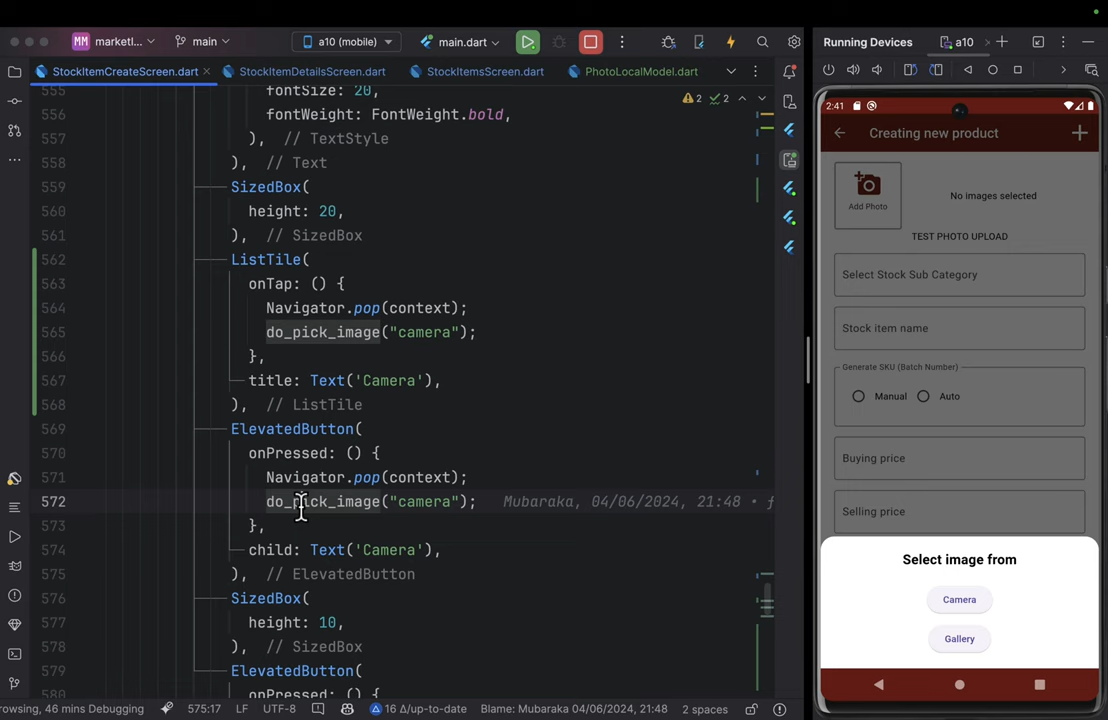 MM marketl... main a10 (mobile) main.dart
StockItemCreateScreen.dart StockItemDetailsScreen.dart StockItemsScreen.dart PhotoLocalModel.dart
555 fontSize: 20,
556 fontWeight: FontWeight.bold,
557 ), // TextStyle
558 ), // Text
559 SizedBox(
560 height: 20,
561 ), // SizedBox
562 ListTile(
563 onTap: () {
564 Navigator.pop(context);
565 do_pick_image("camera");
566 },
567 title: Text('Camera'),
568 ), // ListTile
569 ElevatedButton(
570 onPressed: () {
571 Navigator.pop(context);
572 do_pick_image("camera"); Mubaraka, 04/06/2024, 21:48 • f
573 },
574 child: Text('Camera'),
575 ), // ElevatedButton
576 SizedBox(
577 height: 10,
578 ), // SizedBox
579 ElevatedButton(
580 onPressed: () {
2 2
rowsing, 46 mins Debugging 575:17 LF UTF-8 16 Δ/up-to-date Blame: Mubaraka 04/06/2024, 21:48 2 spaces
Running Devices a10
2:41
Creating new product
Add Photo
No images selected
TEST PHOTO UPLOAD
Select Stock Sub Category
Stock item name
Generate SKU (Batch Number)
Manual Auto
Buying price
Selling price
Select image from
Camera
Gallery